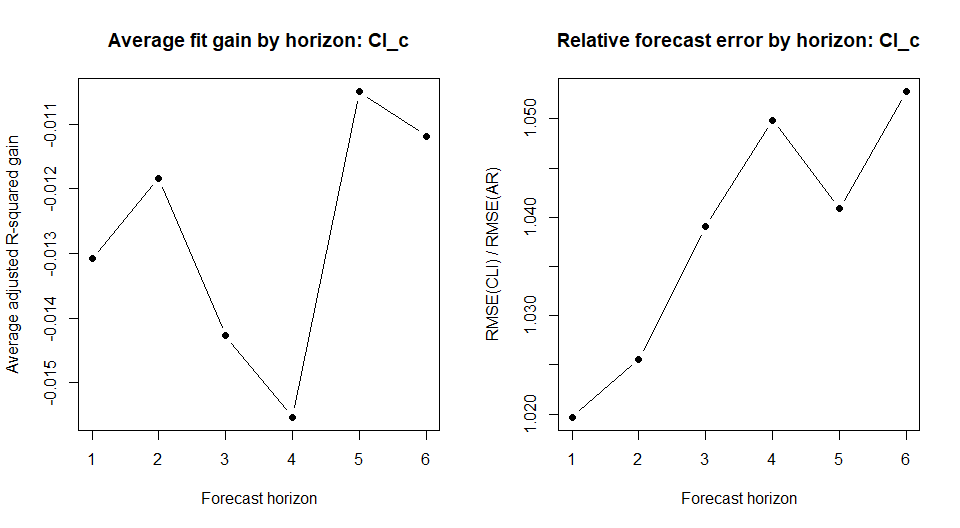 Average fit gain by horizon: CI_c
Average adjusted R-squared gain
-0.011
-0.012
-0.013
-0.014
-0.015
1 2 3 4 5 6
Forecast horizon
Relative forecast error by horizon: CI_c
RMSE(CLI) / RMSE(AR)
1.050
1.040
1.030
1.020
1 2 3 4 5 6
Forecast horizon